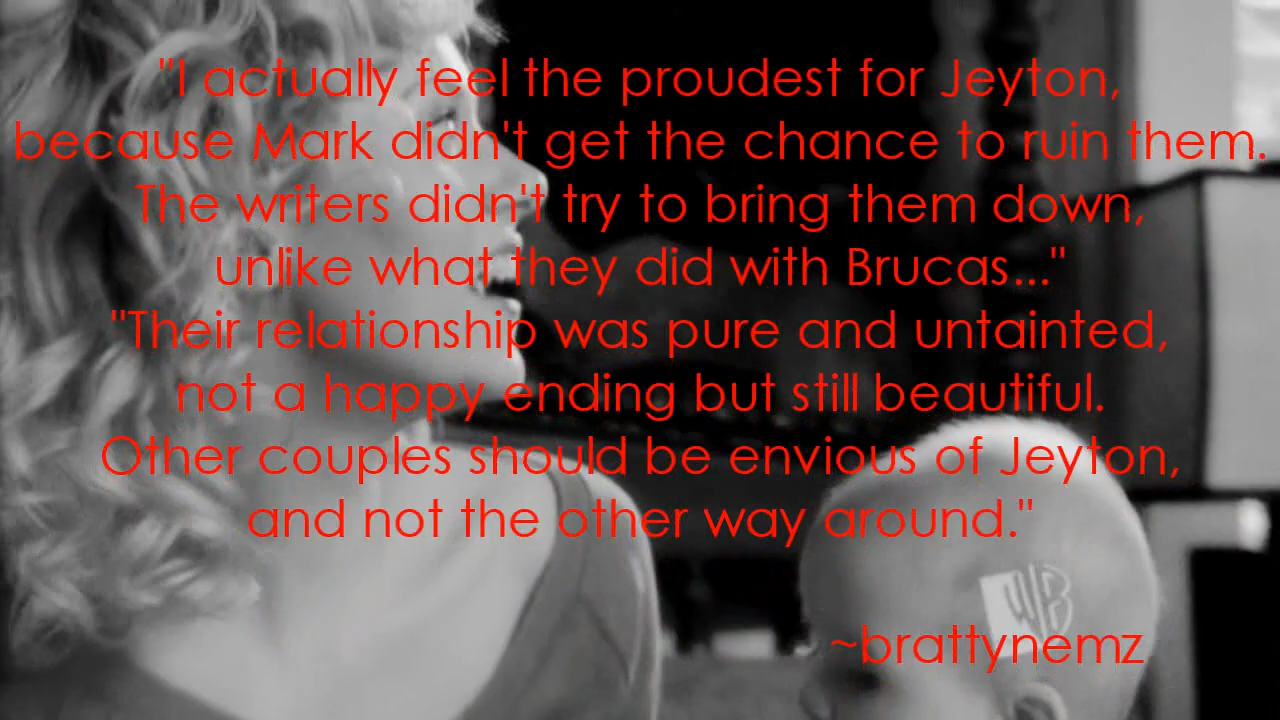 "I actually feel the proudest for Jeyton,
because Mark didn't get the chance to ruin them.
The writers didn't try to bring them down,
unlike what they did with Brucas..."
"Their relationship was pure and untainted,
not a happy ending but still beautiful.
Other couples should be envious of Jeyton,
and not the other way around."
WB
~brattynemz